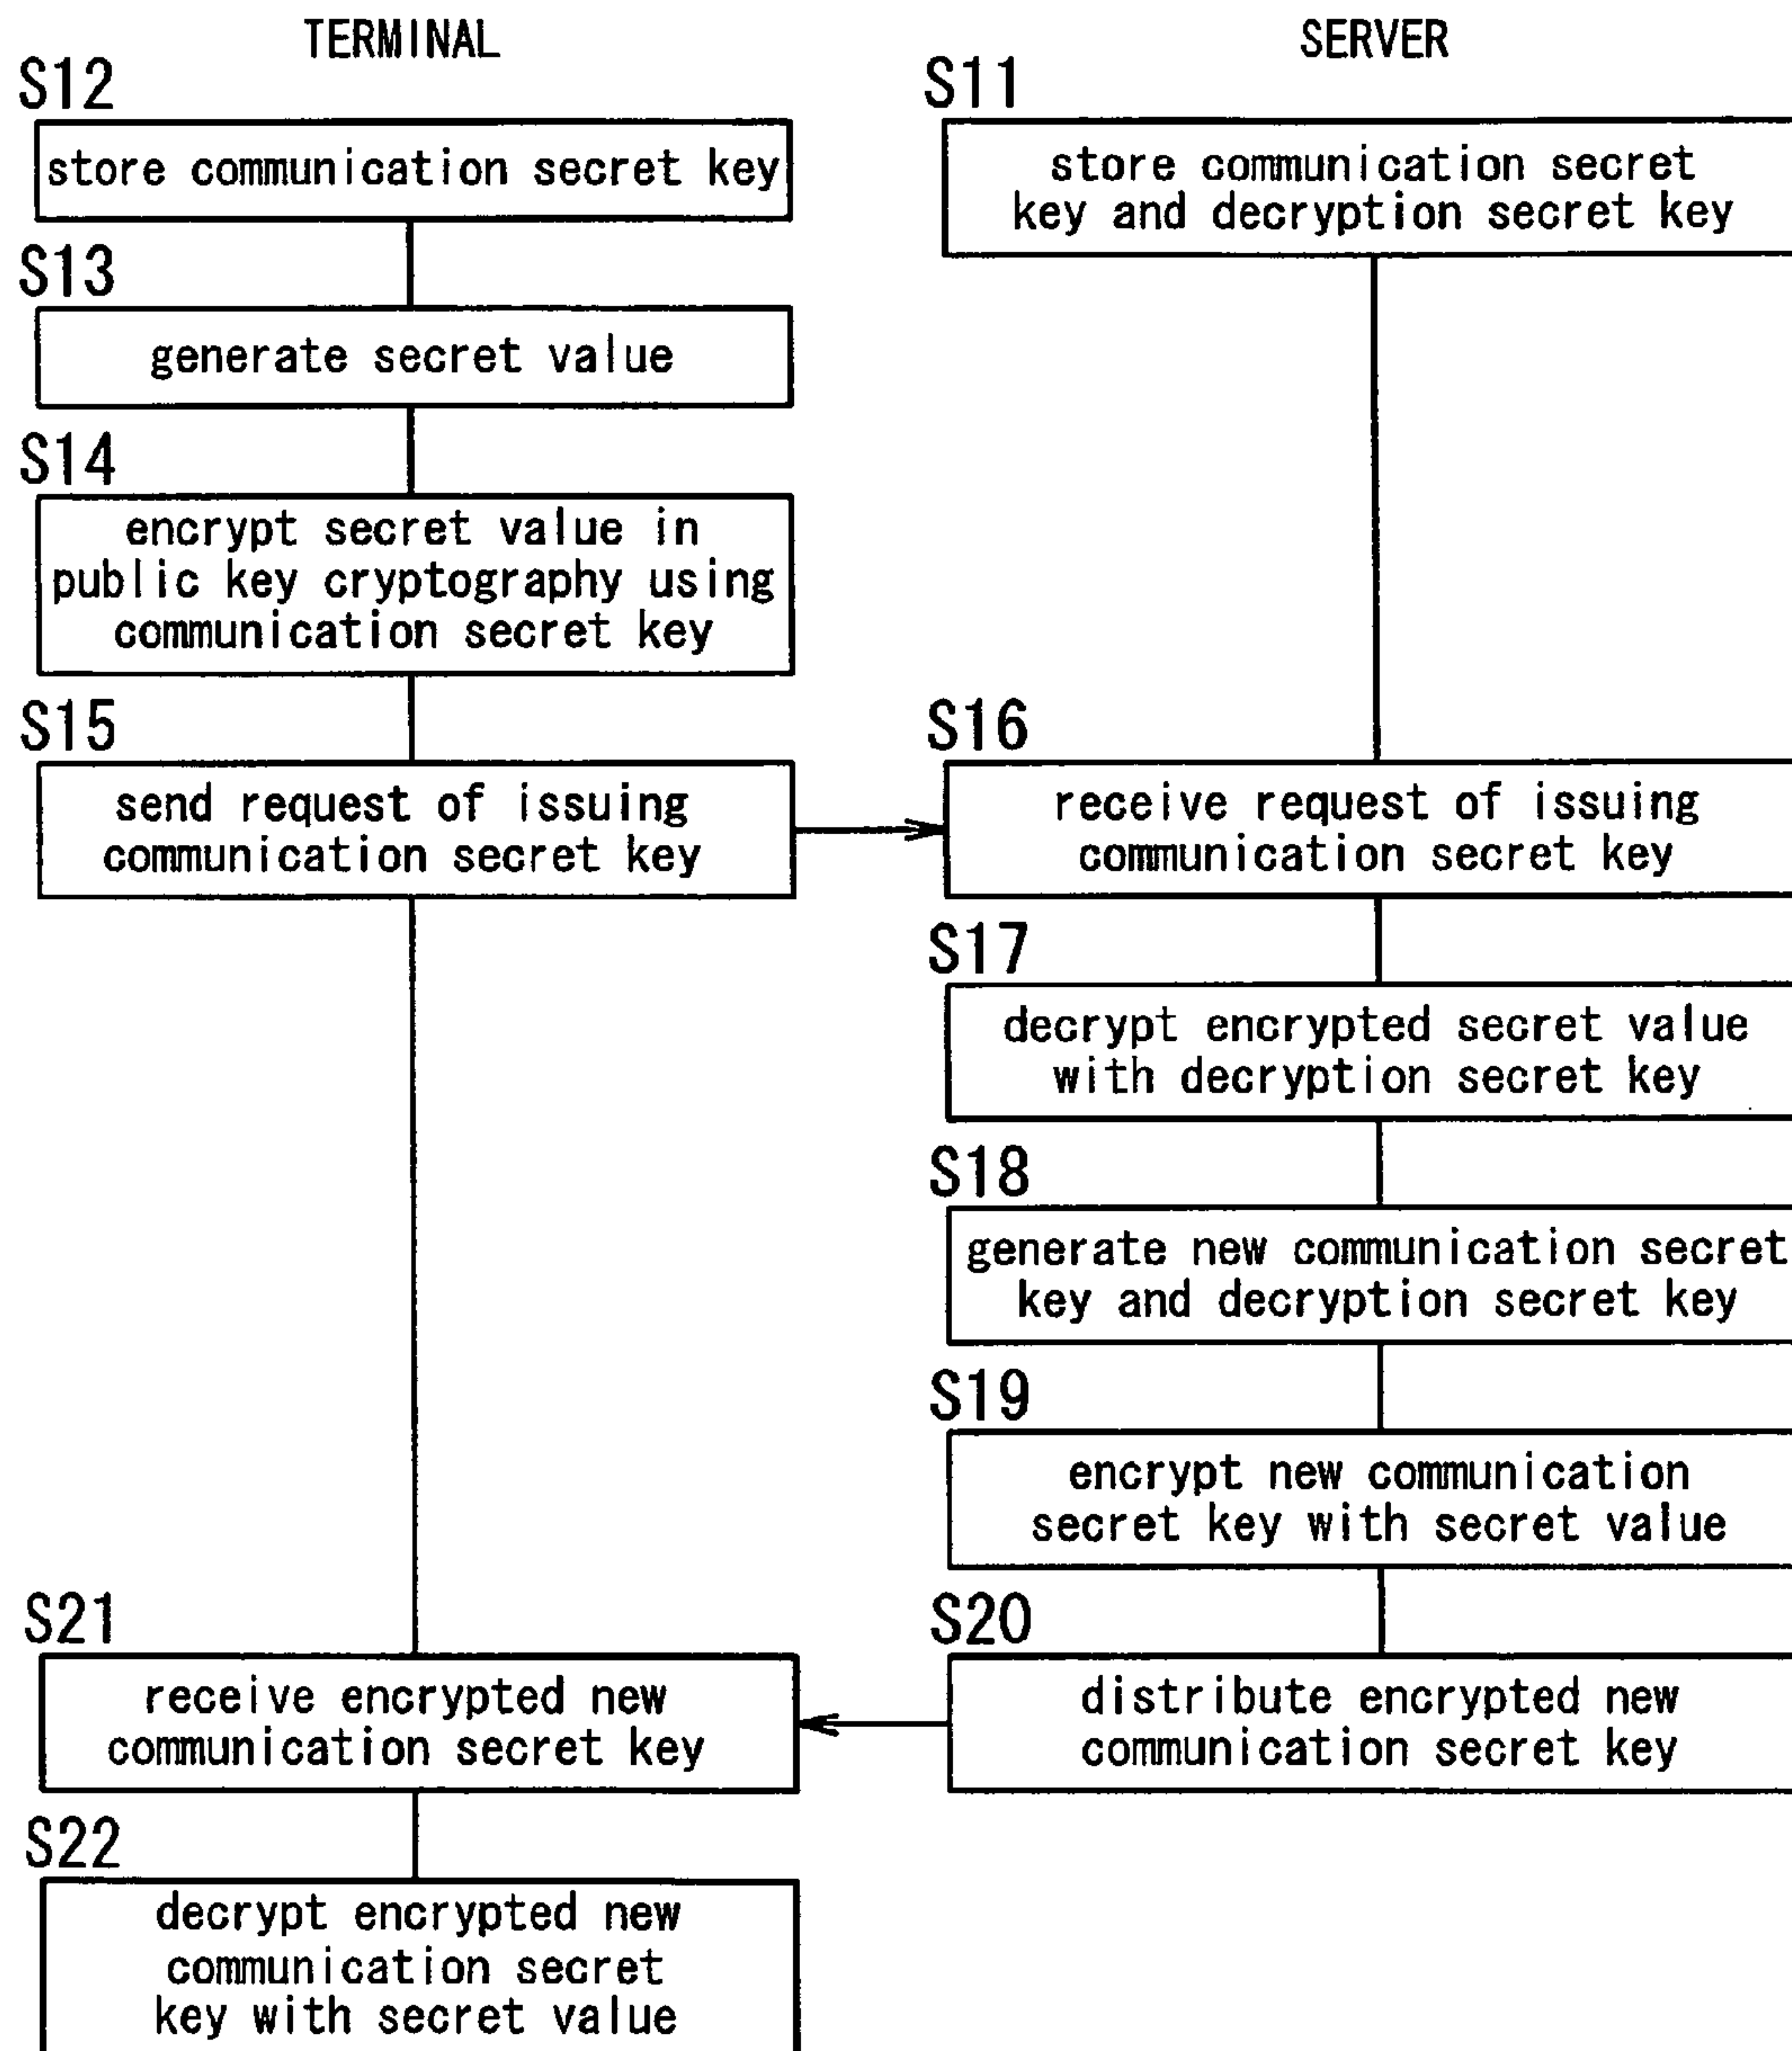 TERMINAL
SERVER
S12
S11
store communication secret key
store communication secret
key and decryption secret key
S13
generate secret value
S14
encrypt secret value in
public key cryptography using
communication secret key
S15
S16
send request of issuing
communication secret key
receive request of issuing
communication secret key
S17
decrypt encrypted secret value
with decryption secret key
S18
generate new communication secret
key and decryption secret key
S19
encrypt new communication
secret key with secret value
S21
S20
receive encrypted new
communication secret key
distribute encrypted new
communication secret key
S22
decrypt encrypted new
communication secret
key with secret value